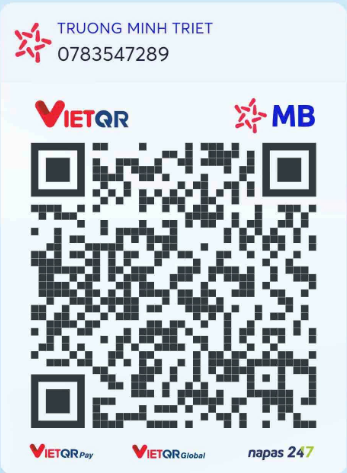 TRUONG MINH TRIET
0783547289
VIETQR MB
VIETQR Pay VIETQR Global napas 247